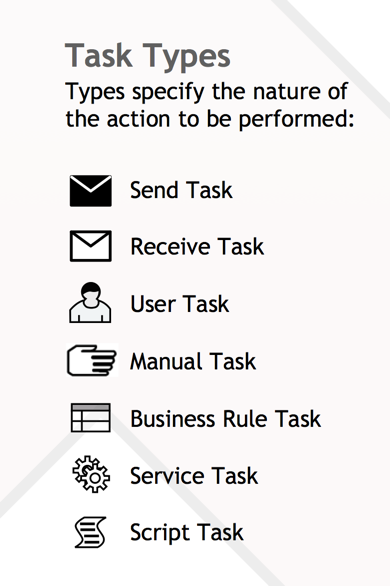 Task Types
Types specify the nature of
the action to be performed:
Send Task
Receive Task
User Task
Manual Task
Business Rule Task
Service Task
Script Task